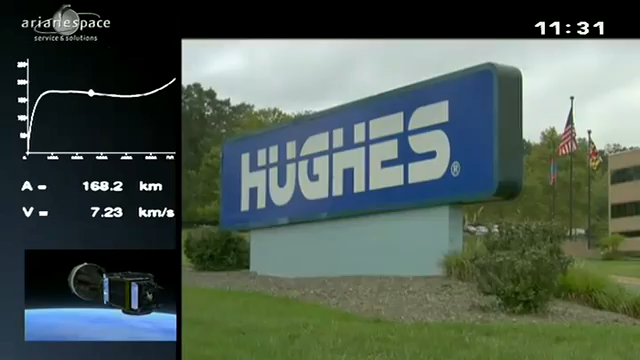 arianespace
service & solutions
11:31
HUGHES®
A = 168.2 km
V = 7.23 km/s